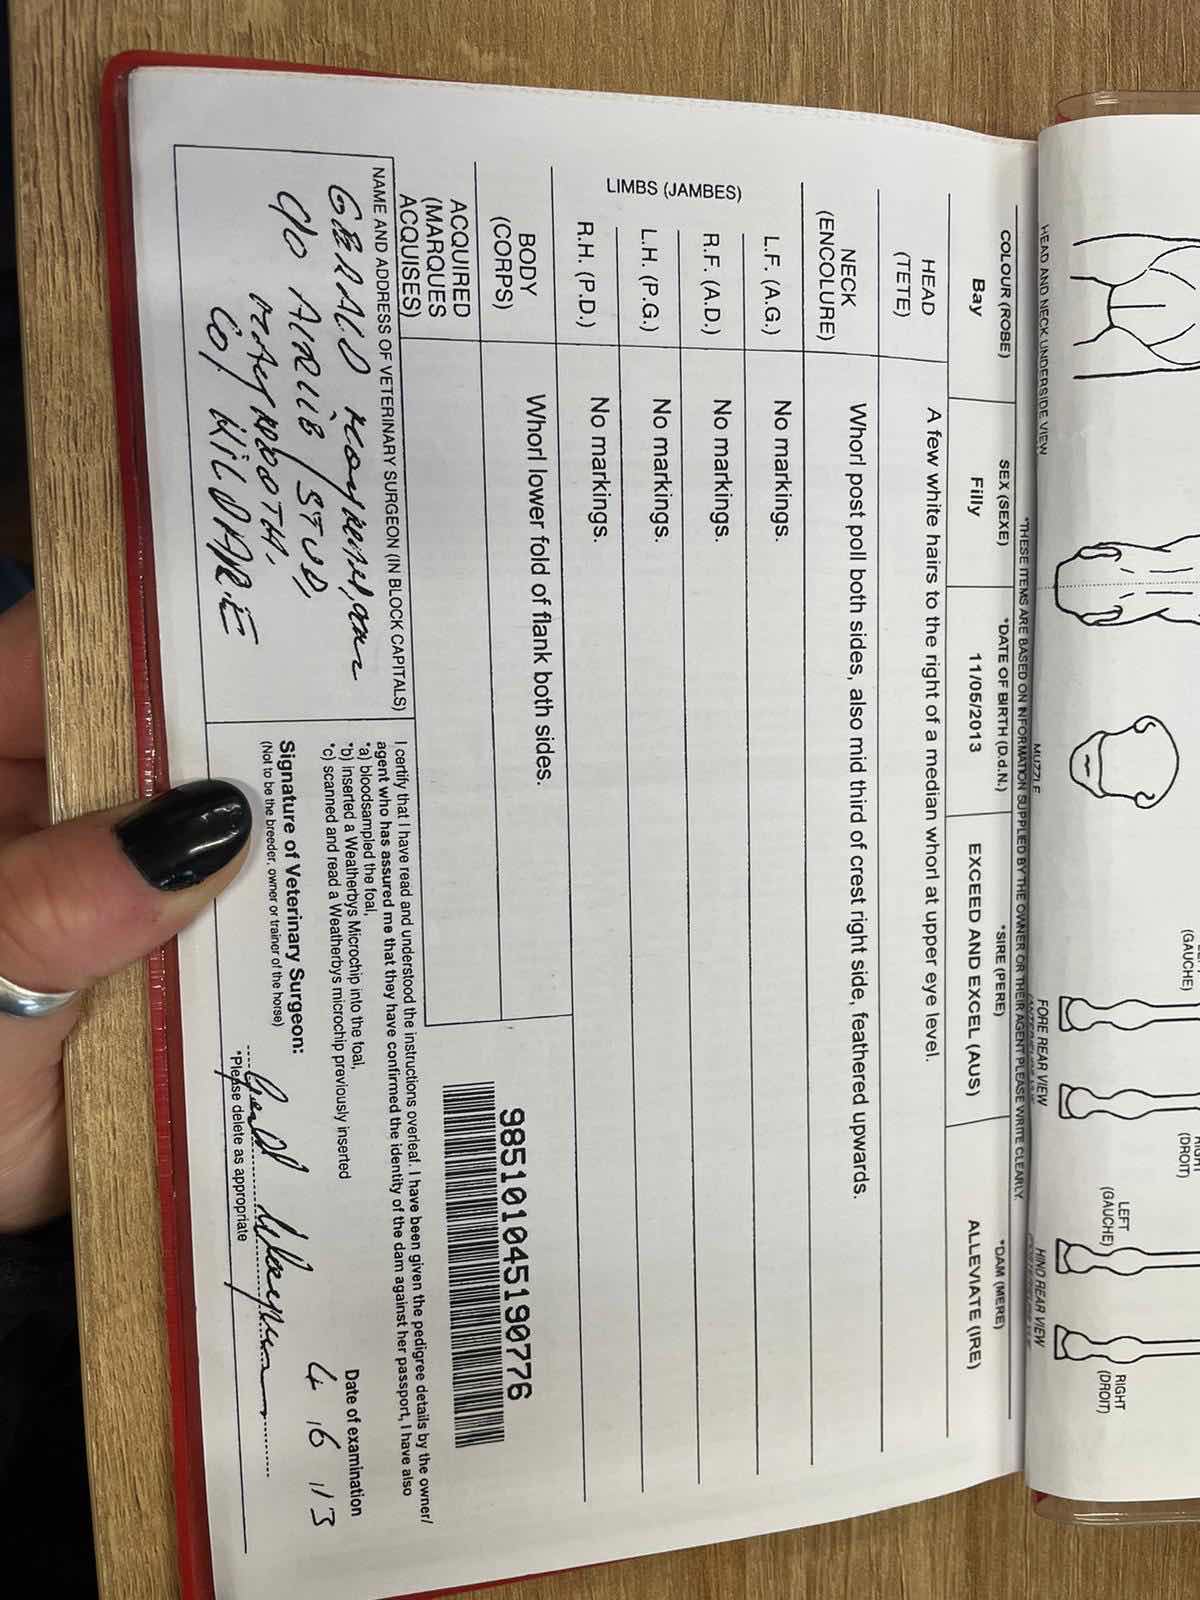 HEAD AND NECK UNDERSIDE VIEW
MUZZLE
(GAUCHE)
FORE REAR VIEW
(DROIT)
LEFT
(GAUCHE)
HIND REAR VIEW
RIGHT
(DROIT)
*THESE ITEMS ARE BASED ON INFORMATION SUPPLIED BY THE OWNER OR THEIR AGENT PLEASE WRITE CLEARLY.
COLOUR (ROBE) SEX (SEXE) *DATE OF BIRTH (D.d.N.) *SIRE (PERE) *DAM (MERE)
Bay Filly 11/05/2013 EXCEED AND EXCEL (AUS) ALLEVIATE (IRE)
HEAD
(TETE)
A few white hairs to the right of a median whorl at upper eye level.
NECK
(ENCOLURE)
Whorl post poll both sides, also mid third of crest right side, feathered upwards.
LIMBS (JAMBES)
L.F. (A.G.) No markings.
R.F. (A.D.) No markings.
L.H. (P.G.) No markings.
R.H. (P.D.) No markings.
BODY
(CORPS)
Whorl lower fold of flank both sides.
ACQUIRED
(MARQUES
ACQUISES)
985101045190776
NAME AND ADDRESS OF VETERINARY SURGEON (IN BLOCK CAPITALS)
GERALD
C/O AIRLIE STUD,
MAYNOOTH,
CO. KILDARE
I certify that I have read and understood the instructions overleaf. I have been given the pedigree details by the owner/
agent who has assured me that they have confirmed the identity of the dam against her passport, I have also
*a) bloodsampled the foal,
*b) inserted a Weatherbys Microchip into the foal,
*c) scanned and read a Weatherbys microchip previously inserted
Date of examination
4 16 113
Signature of Veterinary Surgeon:
(Not to be the breeder, owner or trainer of the horse)
Gerald
*Please delete as appropriate